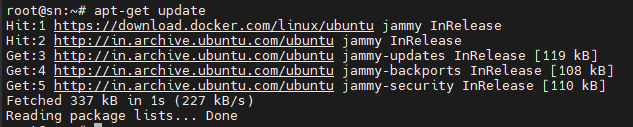 root@sn:~# apt-get update
Hit:1 https://download.docker.com/linux/ubuntu jammy InRelease
Hit:2 http://in.archive.ubuntu.com/ubuntu jammy InRelease
Get:3 http://in.archive.ubuntu.com/ubuntu jammy-updates InRelease [119 kB]
Get:4 http://in.archive.ubuntu.com/ubuntu jammy-backports InRelease [108 kB]
Get:5 http://in.archive.ubuntu.com/ubuntu jammy-security InRelease [110 kB]
Fetched 337 kB in 1s (227 kB/s)
Reading package lists... Done